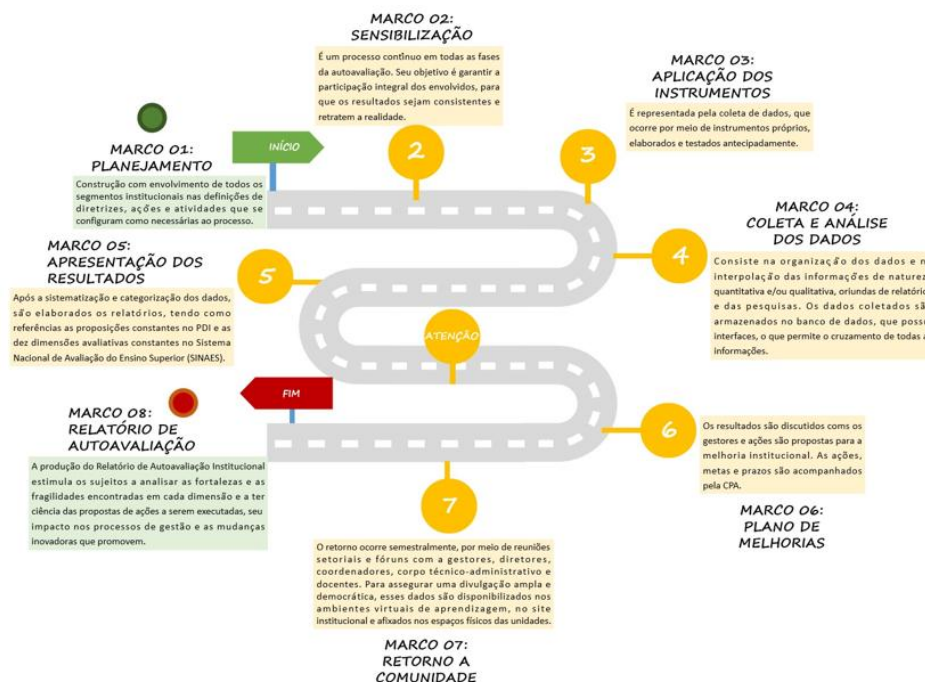 MARCO 01:
PLANEJAMENTO
Construção com envolvimento de todos os
segmentos institucionais nas definições de
diretrizes, ações e atividades que se
configuram como necessárias ao processo.
INÍCIO
MARCO 02:
SENSIBILIZAÇÃO
É um processo contínuo em todas as fases
da autoavaliação. Seu objetivo é garantir a
participação integral dos envolvidos, para
que os resultados sejam consistentes e
retratem a realidade.
2
MARCO 03:
APLICAÇÃO DOS
INSTRUMENTOS
É representada pela coleta de dados, que
ocorre por meio de instrumentos próprios,
elaborados e testados antecipadamente.
3
MARCO 04:
COLETA E ANÁLISE
DOS DADOS
Consiste na organização dos dados e n
interpolação das informações de naturez
quantitativa e/ou qualitativa, oriundas de relatório
e das pesquisas. Os dados coletados sã
armazenados no banco de dados, que poss
interfaces, o que permite o cruzamento de todas a
informações.
4
MARCO 05:
APRESENTAÇÃO DOS
RESULTADOS
Após a sistematização e categorização dos dados,
são elaborados os relatórios, tendo como
referências as proposições constantes no PDI e as
dez dimensões avaliativas constantes no Sistema
Nacional de Avaliação do Ensino Superior (SINAES).
5
ATENÇÃO
6
Os resultados são discutidos coms os
gestores e ações são propostas para a
melhoria institucional. As ações,
metas e prazos são acompanhados
pela CPA.
MARCO 06:
PLANO DE
MELHORIAS
7
O retorno ocorre semestralmente, por meio de reuniões
setoriais e fóruns com a gestores, diretores,
coordenadores, corpo técnico-administrativo e
docentes. Para assegurar uma divulgação ampla e
democrática, esses dados são disponibilizados nos
ambientes virtuais de aprendizagem, no site
institucional e afixados nos espaços físicos das unidades.
MARCO 07:
RETORNO A
COMUNIDADE
FIM
MARCO 08:
RELATÓRIO DE
AUTOAVALIAÇÃO
A produção do Relatório de Autoavaliação Institucional
estimula os sujeitos a analisar as fortalezas e as
fragilidades encontradas em cada dimensão e a ter
ciência das propostas de ações a serem executadas, seu
impacto nos processos de gestão e as mudanças
inovadoras que promovem.